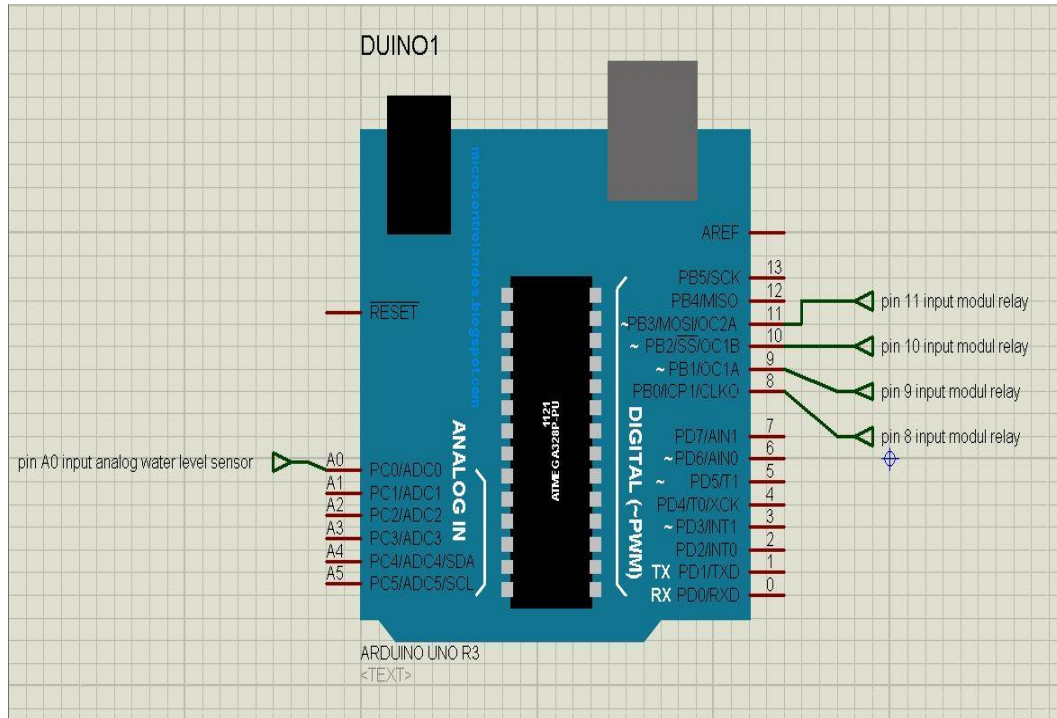 DUINO1
microcontrolandos.blogspot.com
AREF
13
PB5/SCK
12
PB4/MISO
11
~PB3/MOSI/OC2A
10
~ PB2/SS/OC1B
9
~ PB1/OC1A
8
PB0/ICP1/CLKO
pin 11 input modul relay
pin 10 input modul relay
pin 9 input modul relay
pin 8 input modul relay
RESET
1121
ATMEGA328P-PU
DIGITAL (~PWM)
ANALOG IN
7
PD7/AIN1
6
~ PD6/AIN0
5
~ PD5/T1
4
PD4/T0/XCK
3
~ PD3/INT1
2
PD2/INT0
1
TX PD1/TXD
0
RX PD0/RXD
pin A0 input analog water level sensor
A0
PC0/ADC0
A1
PC1/ADC1
A2
PC2/ADC2
A3
PC3/ADC3
A4
PC4/ADC4/SDA
A5
PC5/ADC5/SCL
ARDUINO UNO R3
<TEXT>